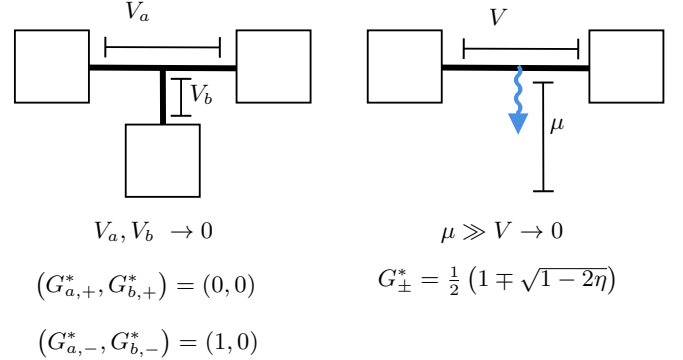 V_a
V_b
V_a, V_b → 0
(G*_{a,+}, G*_{b,+}) = (0, 0)
(G*_{a,−}, G*_{b,−}) = (1, 0)
V
μ
μ ≫ V → 0
G*_± = 1/2 (1 ∓ √(1 − 2η))